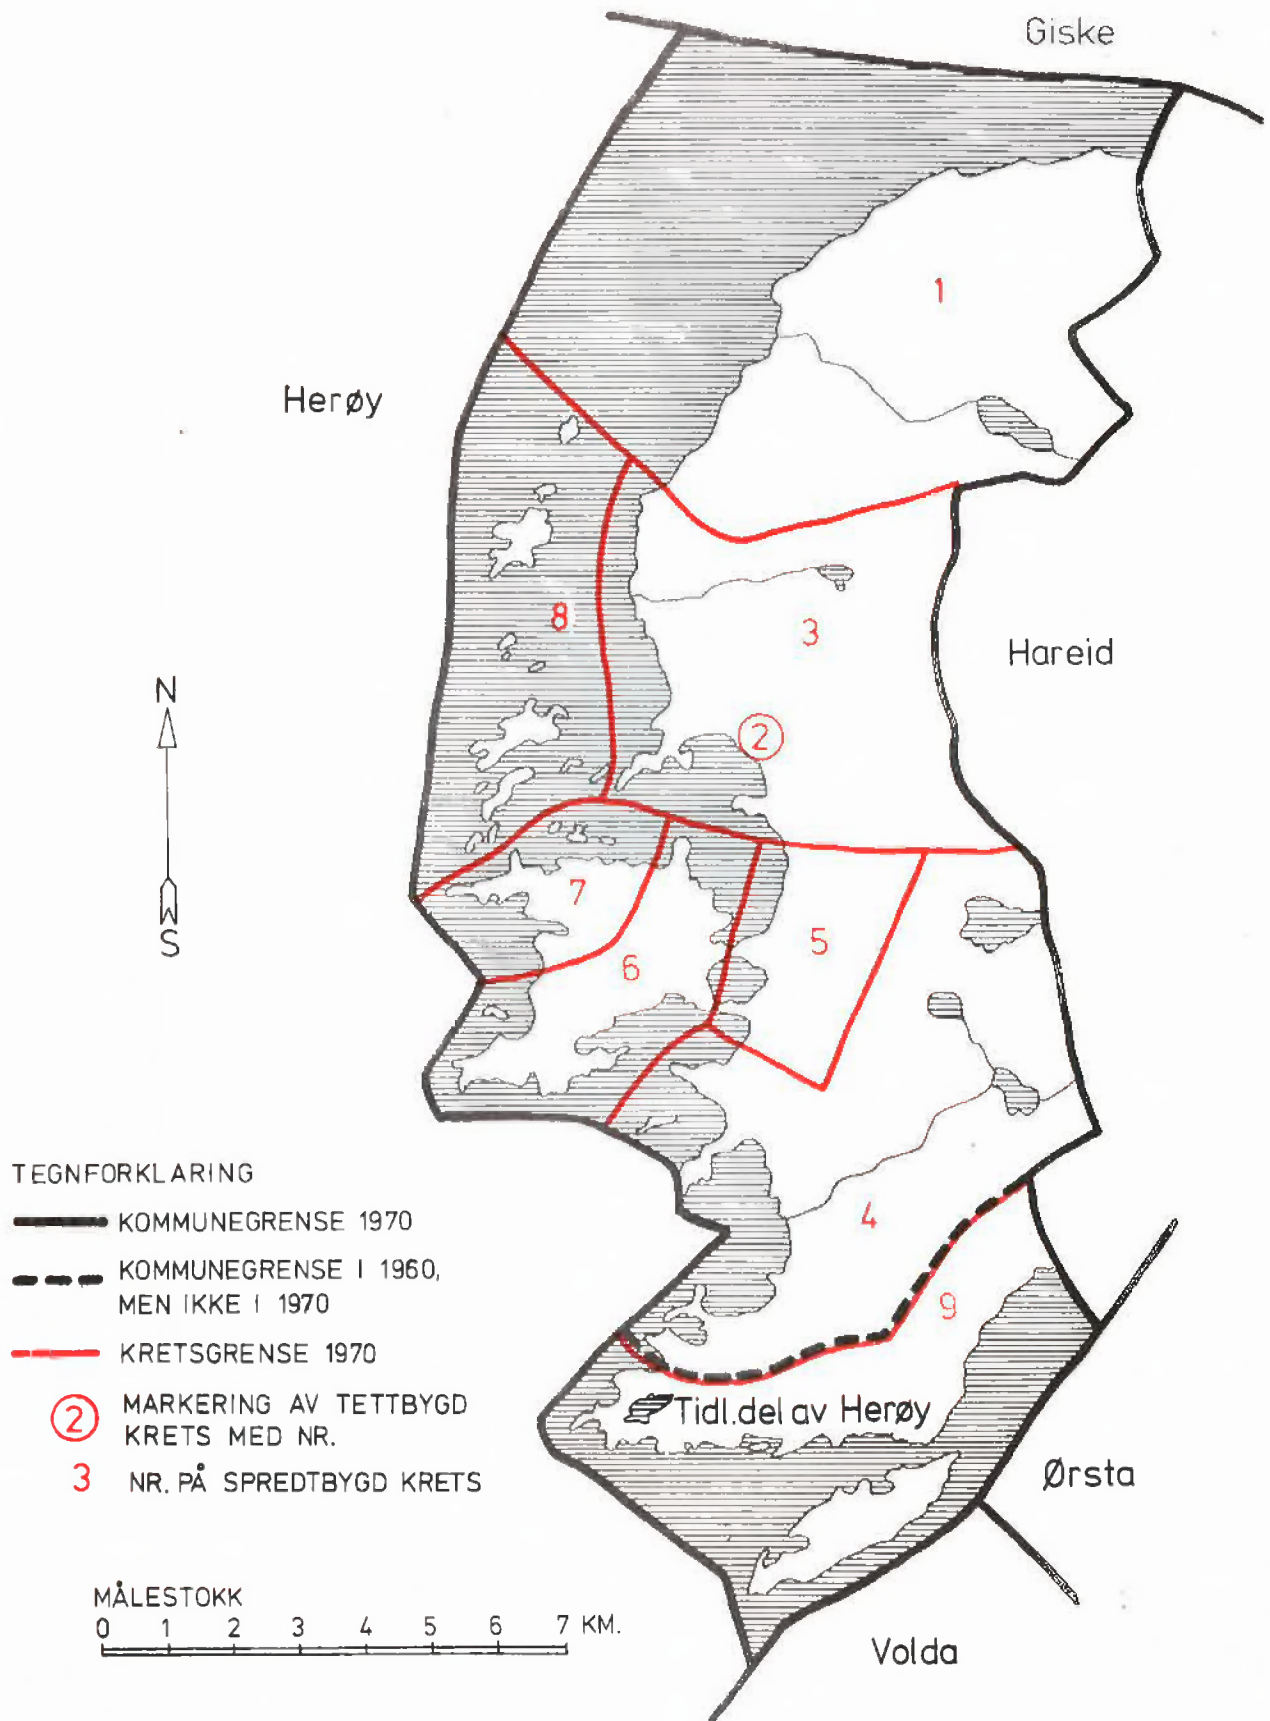 Giske
1
Herøy
8
3
Hareid
N
2
7
5
6
S
TEGNFORKLARING
KOMMUNEGRENSE 1970
4
KOMMUNEGRENSE I 1960,
MEN IKKE I 1970
9
KRETSGRENSE 1970
2 MARKERING AV TETTBYGD
KRETS MED NR.
Tidl. del av Herøy
3 NR. PÅ SPREDTBYGD KRETS
Ørsta
MÅLESTOKK
0 1 2 3 4 5 6 7 KM.
Volda